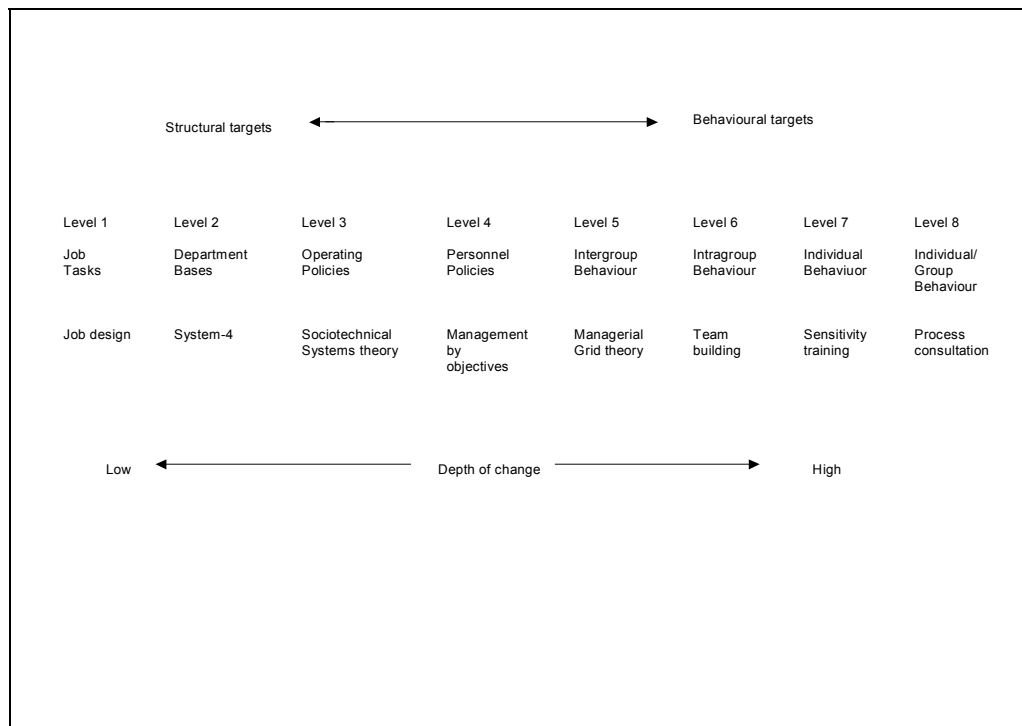 Structural targets
Behavioural targets
Level 1
Level 2
Level 3
Level 4
Level 5
Level 6
Level 7
Level 8
Job
Tasks
Department
Bases
Operating
Policies
Personnel
Policies
Intergroup
Behaviour
Intragroup
Behaviour
Individual
Behaviuor
Individual/
Group
Behaviour
Job design
System-4
Sociotechnical
Systems theory
Management
by
objectives
Managerial
Grid theory
Team
building
Sensitivity
training
Process
consultation
Low
Depth of change
High